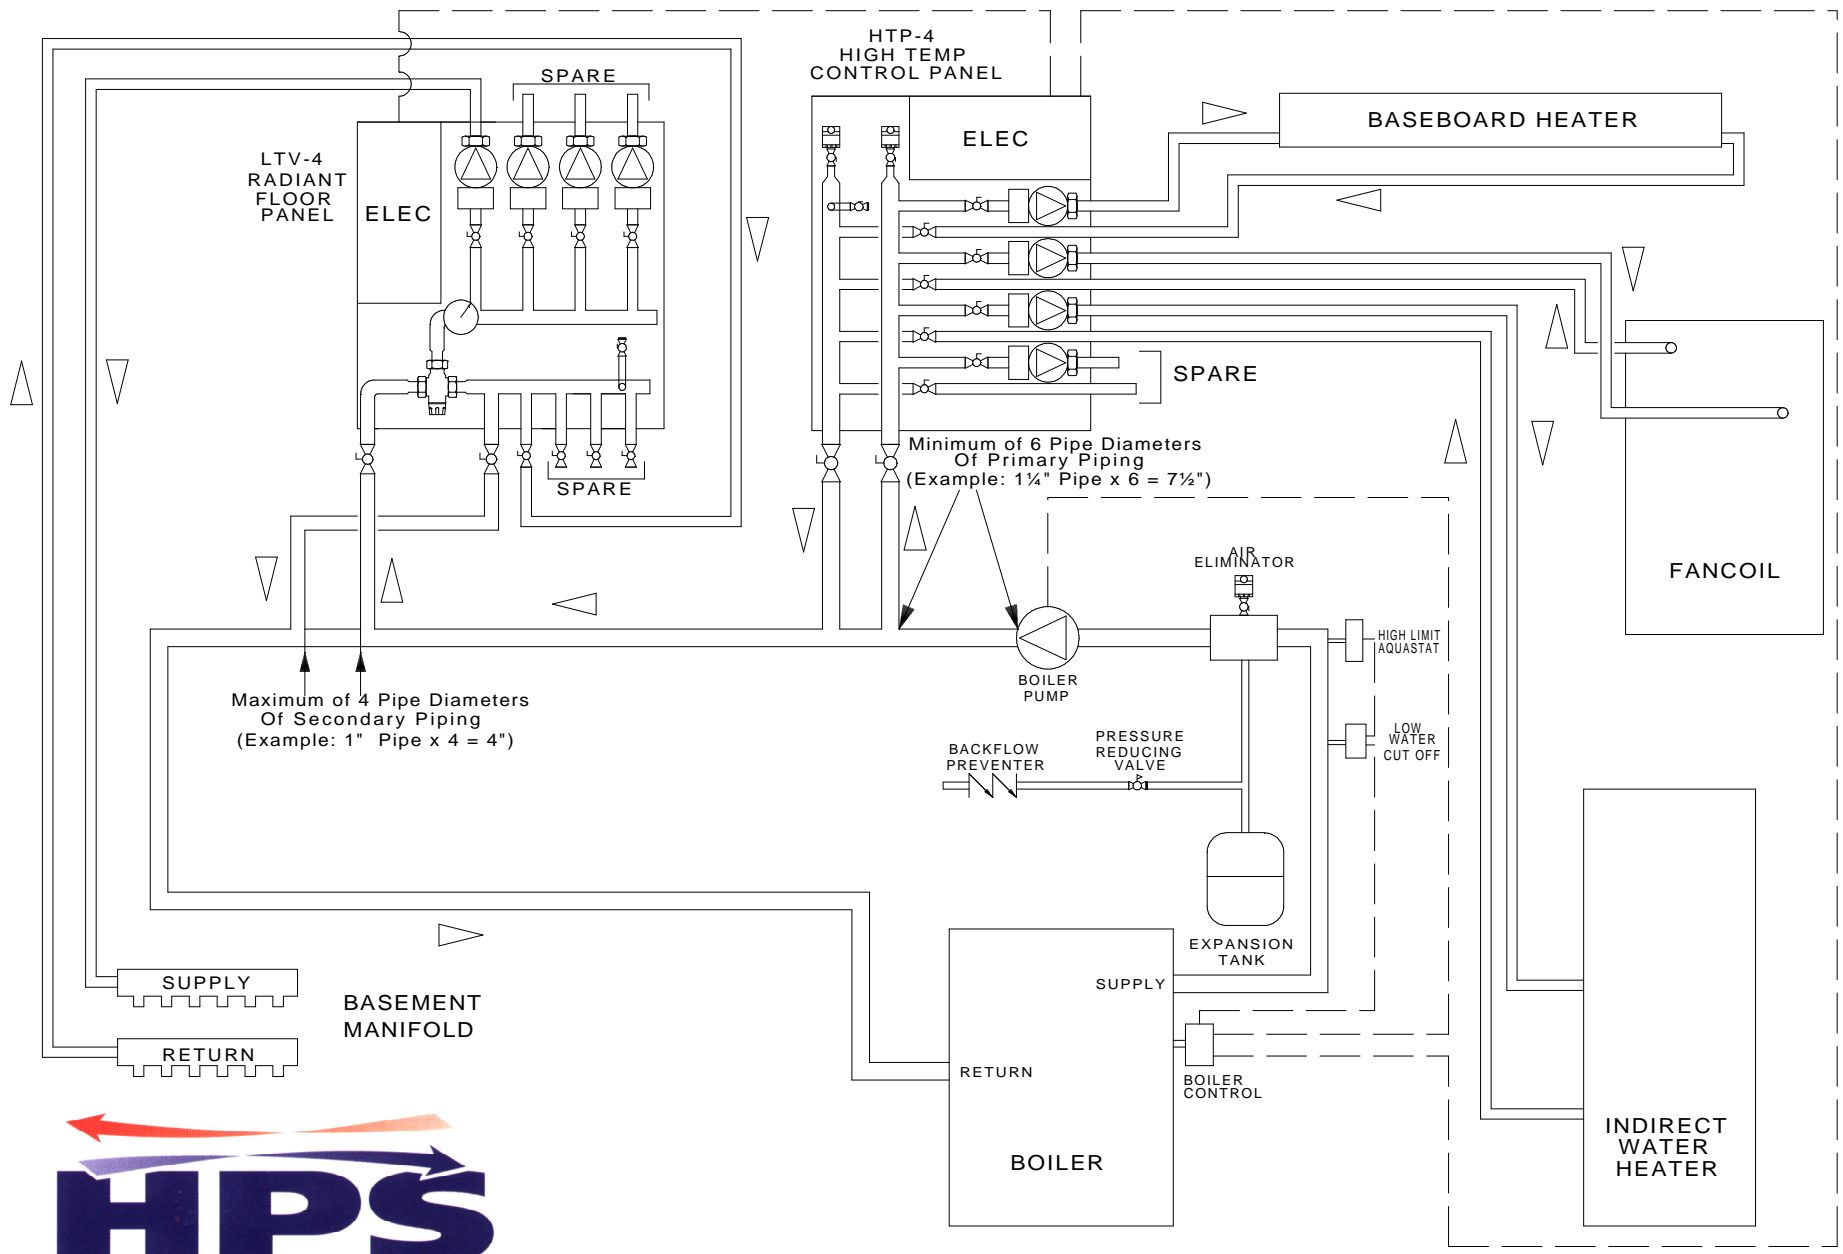 HTP-4
HIGH TEMP
CONTROL PANEL
SPARE
ELEC
BASEBOARD HEATER
LTV-4
RADIANT
FLOOR
PANEL
ELEC
SPARE
Minimum of 6 Pipe Diameters
Of Primary Piping
(Example: 1¼" Pipe x 6 = 7½")
SPARE
AIR
ELIMINATOR
FANCOIL
HIGH LIMIT
AQUASTAT
BOILER
PUMP
Maximum of 4 Pipe Diameters
Of Secondary Piping
(Example: 1" Pipe x 4 = 4")
LOW
WATER
CUT OFF
BACKFLOW
PREVENTER
PRESSURE
REDUCING
VALVE
EXPANSION
TANK
SUPPLY
SUPPLY
BASEMENT
MANIFOLD
RETURN
RETURN
BOILER
CONTROL
BOILER
INDIRECT
WATER
HEATER
HPS